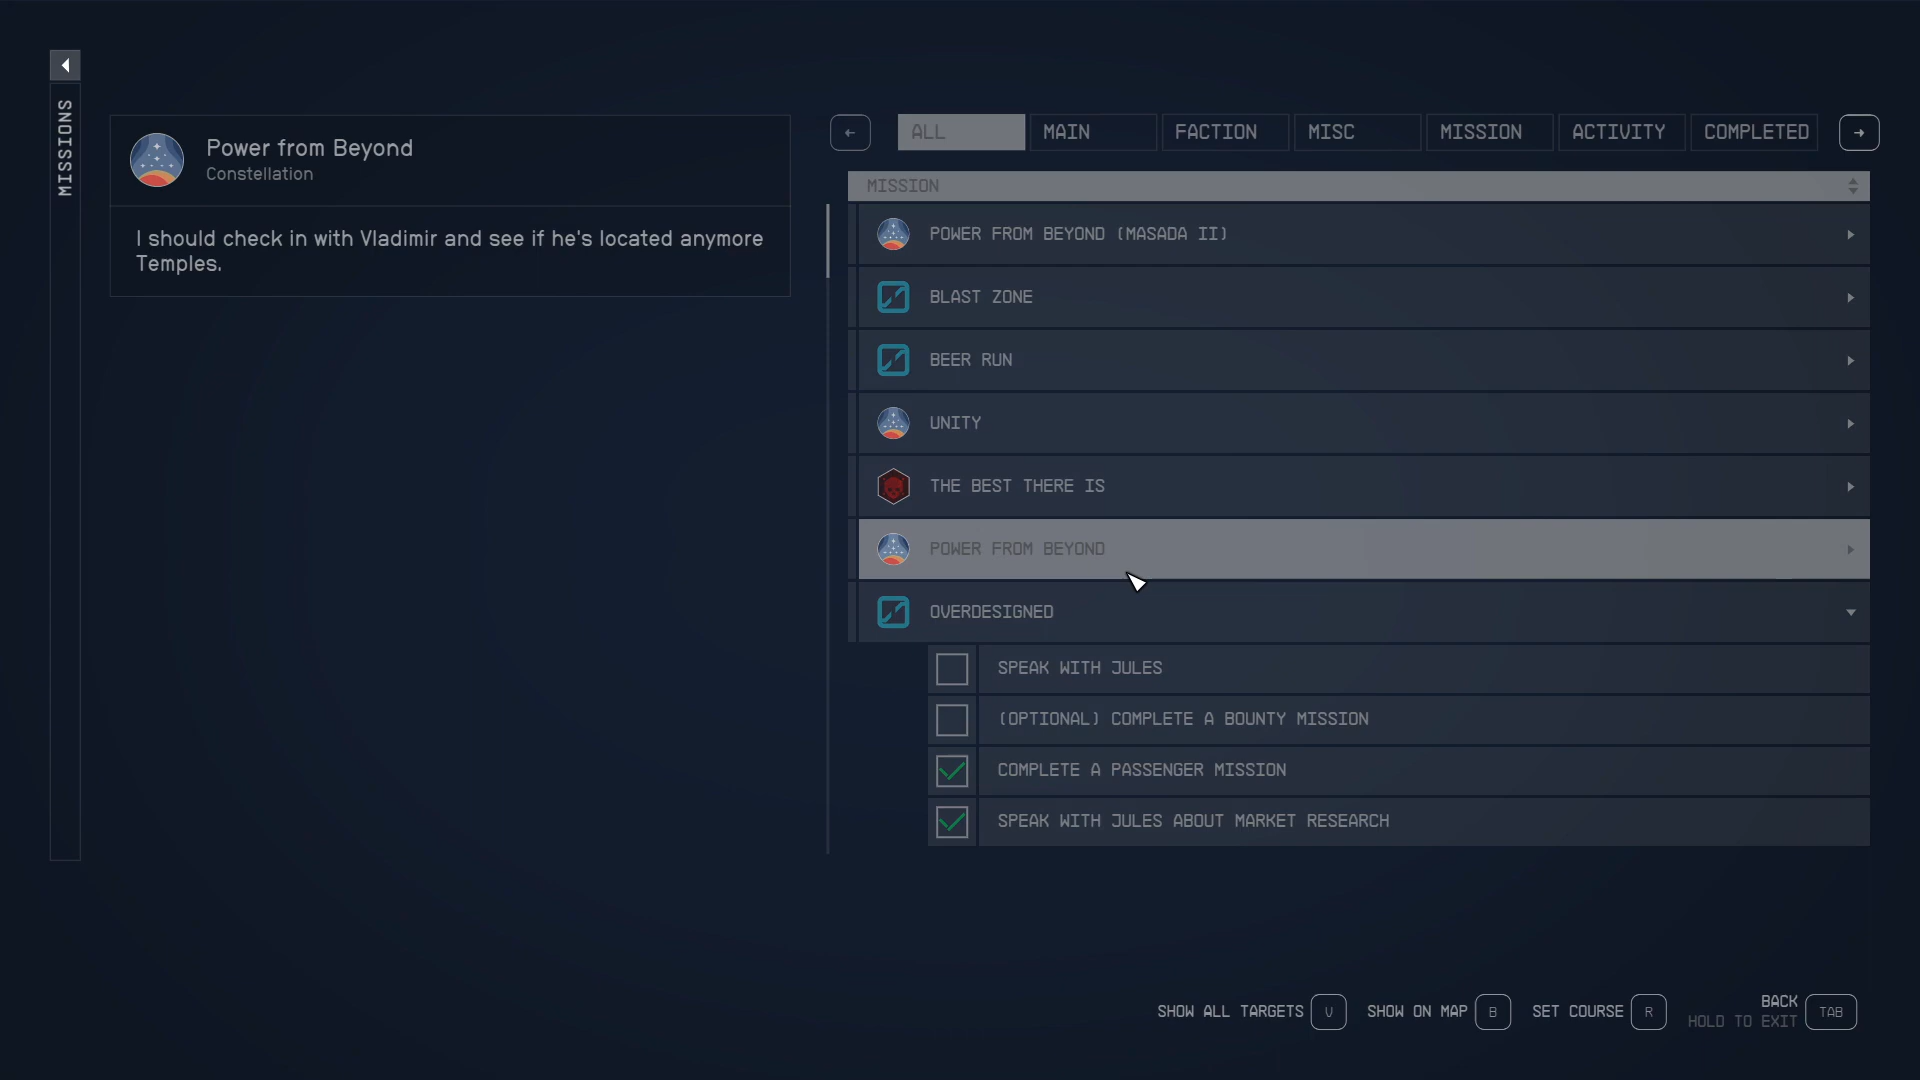 MISSIONS
Power from Beyond
Constellation
I should check in with Vladimir and see if he's located anymore
Temples.
ALL
MAIN
FACTION
MISC
MISSION
ACTIVITY
COMPLETED
MISSION
POWER FROM BEYOND (MASADA II)
BLAST ZONE
BEER RUN
UNITY
THE BEST THERE IS
POWER FROM BEYOND
OVERDESIGNED
SPEAK WITH JULES
(OPTIONAL) COMPLETE A BOUNTY MISSION
COMPLETE A PASSENGER MISSION
SPEAK WITH JULES ABOUT MARKET RESEARCH
SHOW ALL TARGETS V
SHOW ON MAP B
SET COURSE R
BACK
HOLD TO EXIT
TAB